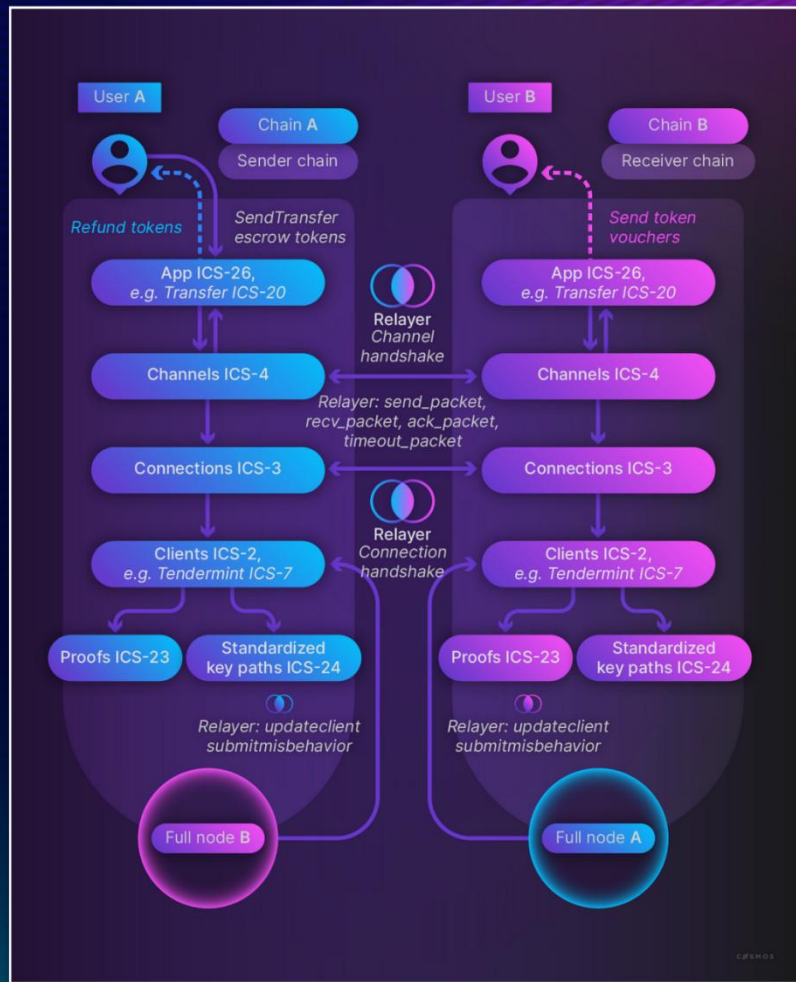 User A
Chain A
Sender chain
User B
Chain B
Receiver chain
Refund tokens
SendTransfer
escrow tokens
Send token
vouchers
App ICS-26,
e.g. Transfer ICS-20
Relayer
Channel
handshake
App ICS-26,
e.g. Transfer ICS-20
Channels ICS-4
Channels ICS-4
Relayer: send_packet,
recv_packet, ack_packet,
timeout_packet
Connections ICS-3
Connections ICS-3
Relayer
Connection
handshake
Clients ICS-2,
e.g. Tendermint ICS-7
Clients ICS-2,
e.g. Tendermint ICS-7
Proofs ICS-23
Standardized
key paths ICS-24
Proofs ICS-23
Standardized
key paths ICS-24
Relayer: updateclient
submitmisbehavior
Relayer: updateclient
submitmisbehavior
Full node B
Full node A
COSMOS